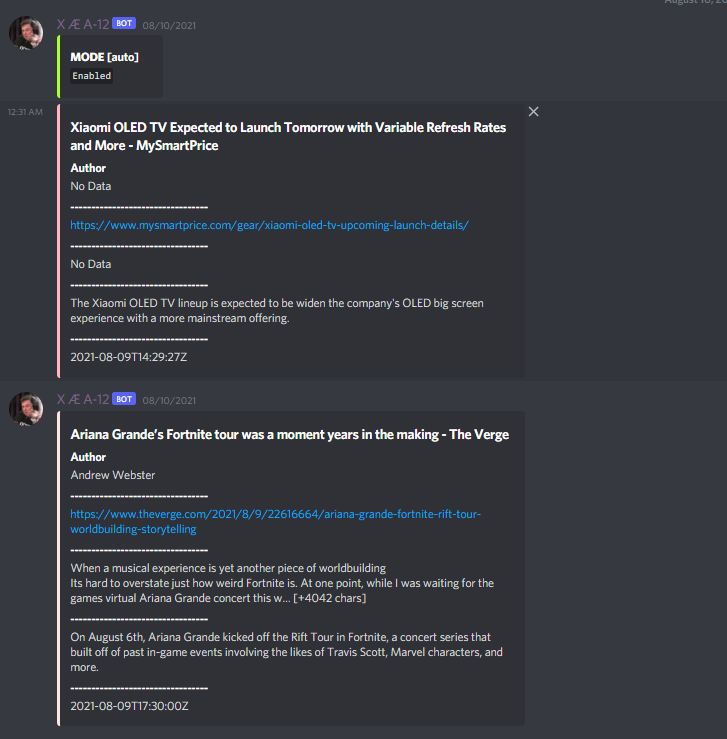 August 10, 20
X Æ A-12 BOT 08/10/2021
MODE [auto]
Enabled
12:31 AM
Xiaomi OLED TV Expected to Launch Tomorrow with Variable Refresh Rates
and More - MySmartPrice
Author
No Data
---------------------------------
https://www.mysmartprice.com/gear/xiaomi-oled-tv-upcoming-launch-details/
---------------------------------
No Data
---------------------------------
The Xiaomi OLED TV lineup is expected to be widen the company's OLED big screen
experience with a more mainstream offering.
---------------------------------
2021-08-09T14:29:27Z
X Æ A-12 BOT 08/10/2021
Ariana Grande's Fortnite tour was a moment years in the making - The Verge
Author
Andrew Webster
---------------------------------
https://www.theverge.com/2021/8/9/22616664/ariana-grande-fortnite-rift-tour-
worldbuilding-storytelling
---------------------------------
When a musical experience is yet another piece of worldbuilding
Its hard to overstate just how weird Fortnite is. At one point, while I was waiting for the
games virtual Ariana Grande concert this w... [+4042 chars]
---------------------------------
On August 6th, Ariana Grande kicked off the Rift Tour in Fortnite, a concert series that
built off of past in-game events involving the likes of Travis Scott, Marvel characters, and
more.
---------------------------------
2021-08-09T17:30:00Z